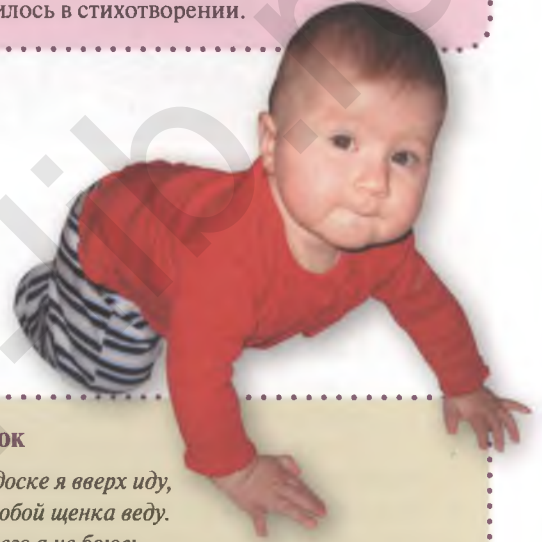 илось в стихотворении.
ок
доске я вверх иду,
обой щенка веду.